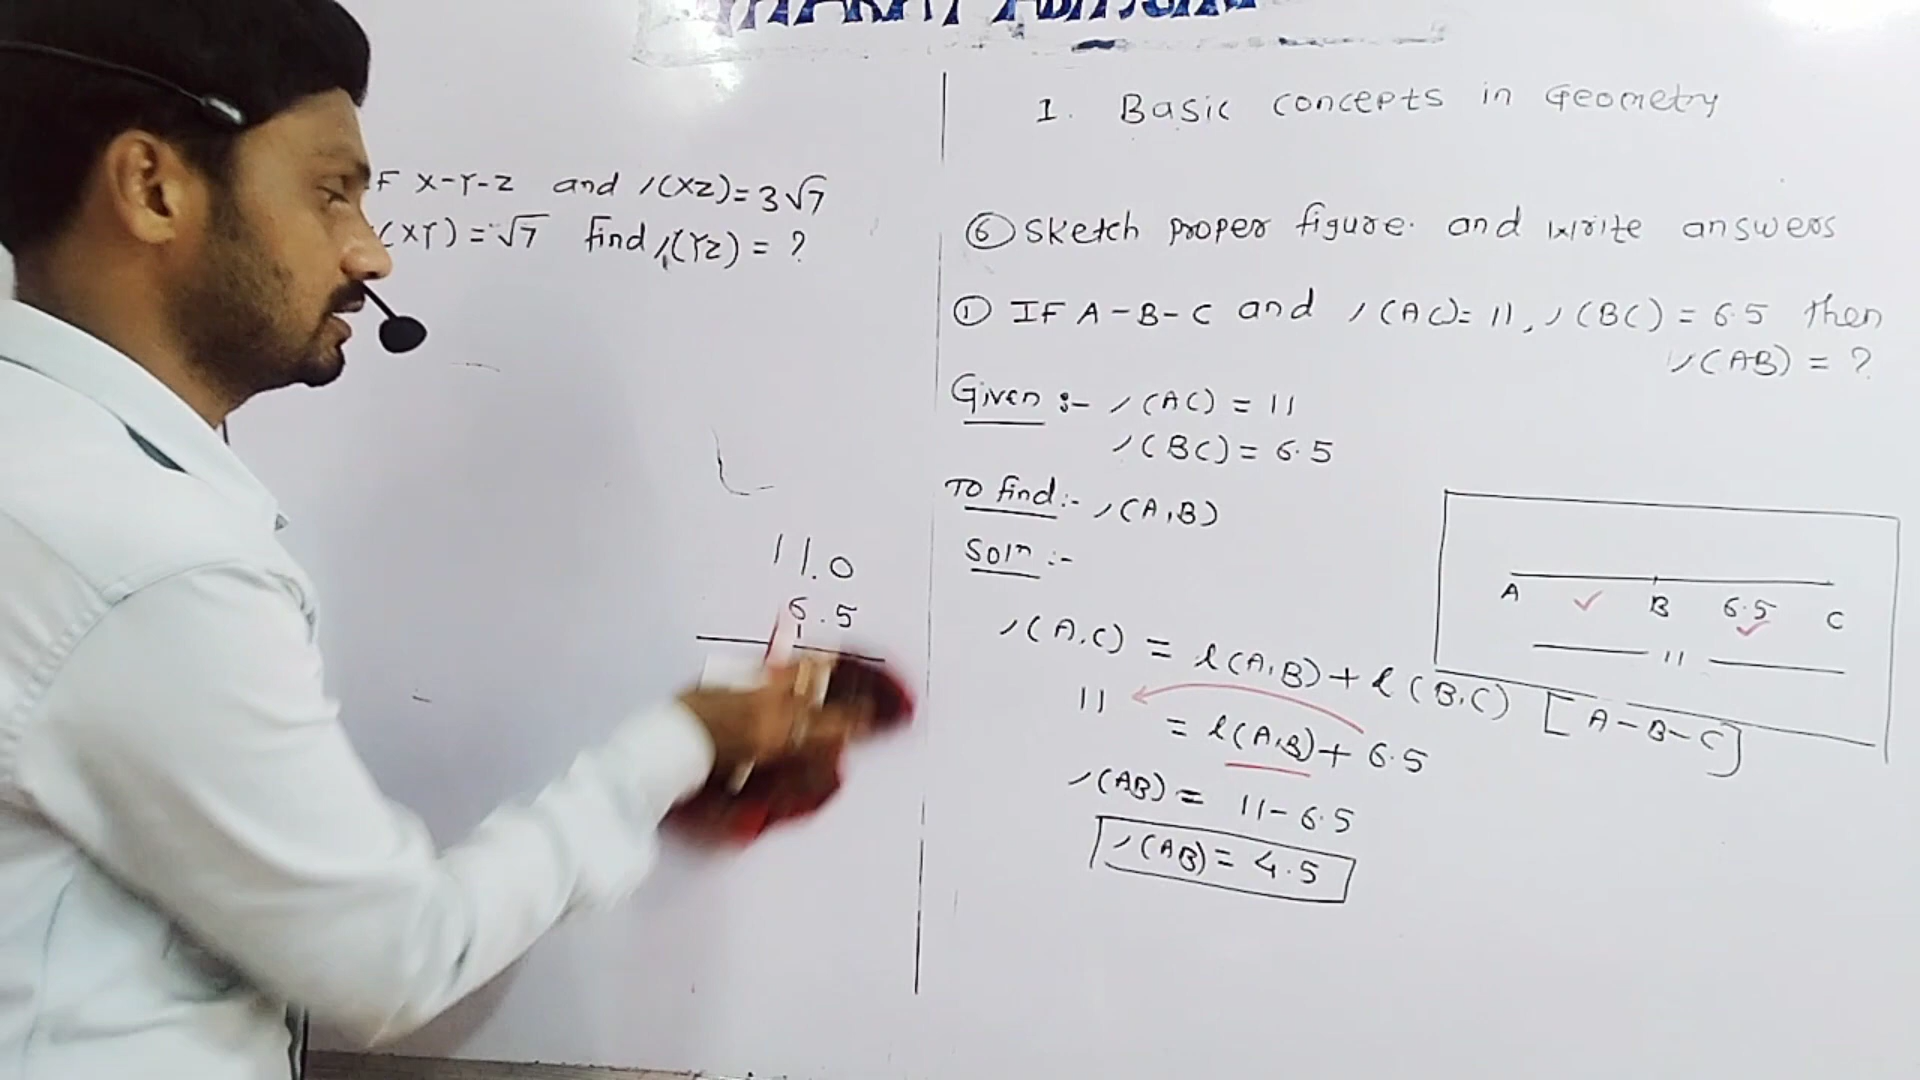 1. Basic concepts in Geometry
F X-Y-Z and l(XZ)= 3√7
(XY) = √7 find l(YZ) = ?
⑥ Sketch proper figure. and write answers
① IF A-B-C and l(AC)= 11, l(BC) = 6.5 then
l(AB) = ?
Given :- l(AC) = 11
l(BC) = 6.5
To find:- l(A,B)
Solⁿ :-
l(A,C) = l(A,B)+ l(B,C) [A-B-C]
11 = l(A,B)+ 6.5
l(AB) = 11-6.5
l(AB)= 4.5
A B 6.5 C
11
11.0
6.5
1